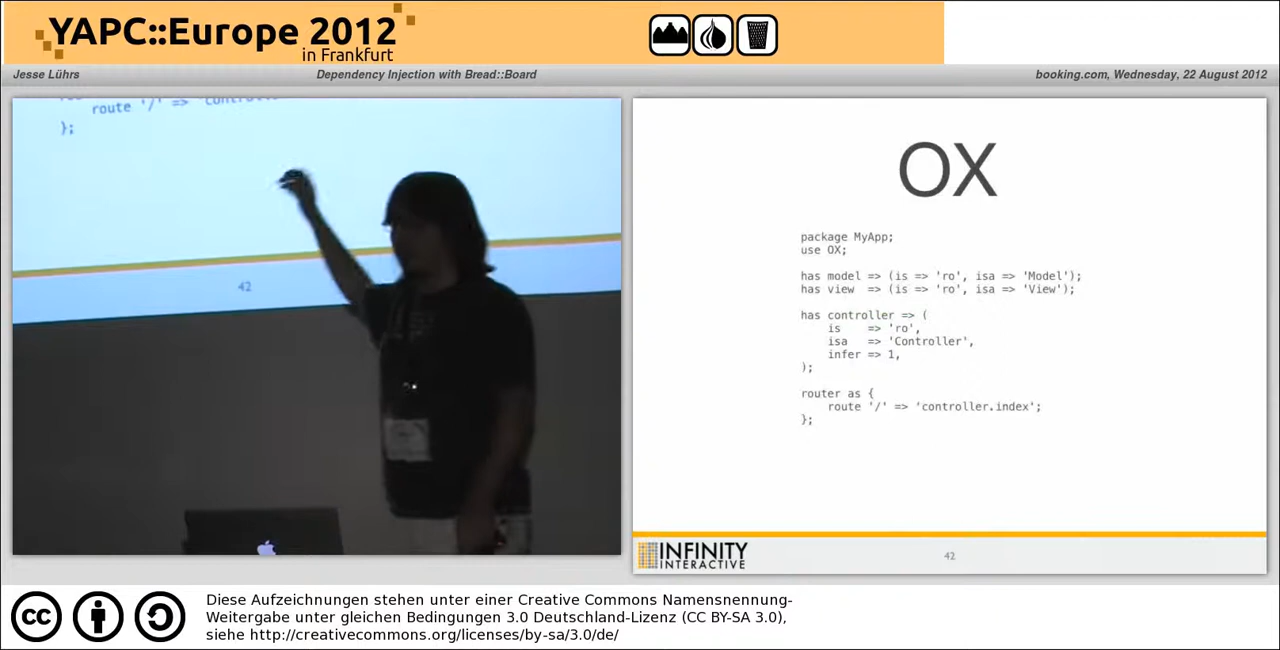 YAPC::Europe 2012
in Frankfurt
Jesse Lührs
Dependency Injection with Bread::Board
booking.com, Wednesday, 22 August 2012
route '/' =>
};
42
OX
package MyApp;
use OX;
has model => (is => 'ro', isa => 'Model');
has view  => (is => 'ro', isa => 'View');
has controller => (
    is    => 'ro',
    isa   => 'Controller',
    infer => 1,
);
router as {
    route '/' => 'controller.index';
};
INFINITY
INTERACTIVE
42
cc
Diese Aufzeichnungen stehen unter einer Creative Commons Namensnennung-
Weitergabe unter gleichen Bedingungen 3.0 Deutschland-Lizenz (CC BY-SA 3.0),
siehe http://creativecommons.org/licenses/by-sa/3.0/de/